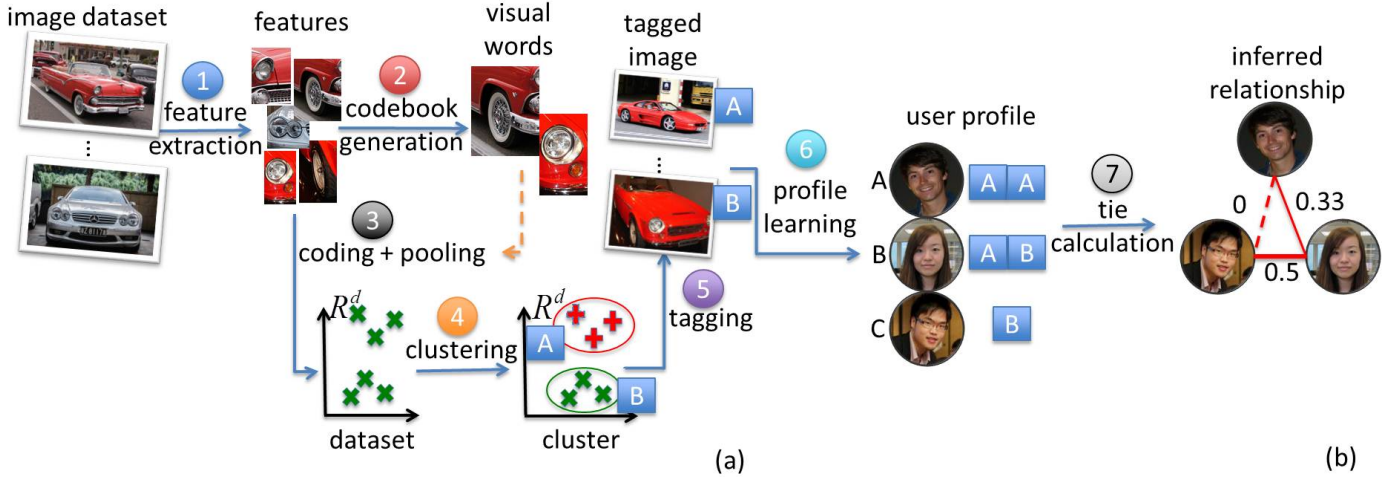 image dataset
features
visual
words
tagged
image
1
feature
extraction
2
codebook
generation
A
...
...
B
3
coding + pooling
R^d
dataset
4
clustering
R^d
A
B
cluster
5
tagging
6
profile
learning
user profile
A
A A
B
A B
C
B
7
tie
calculation
inferred
relationship
0
0.33
0.5
(a)
(b)